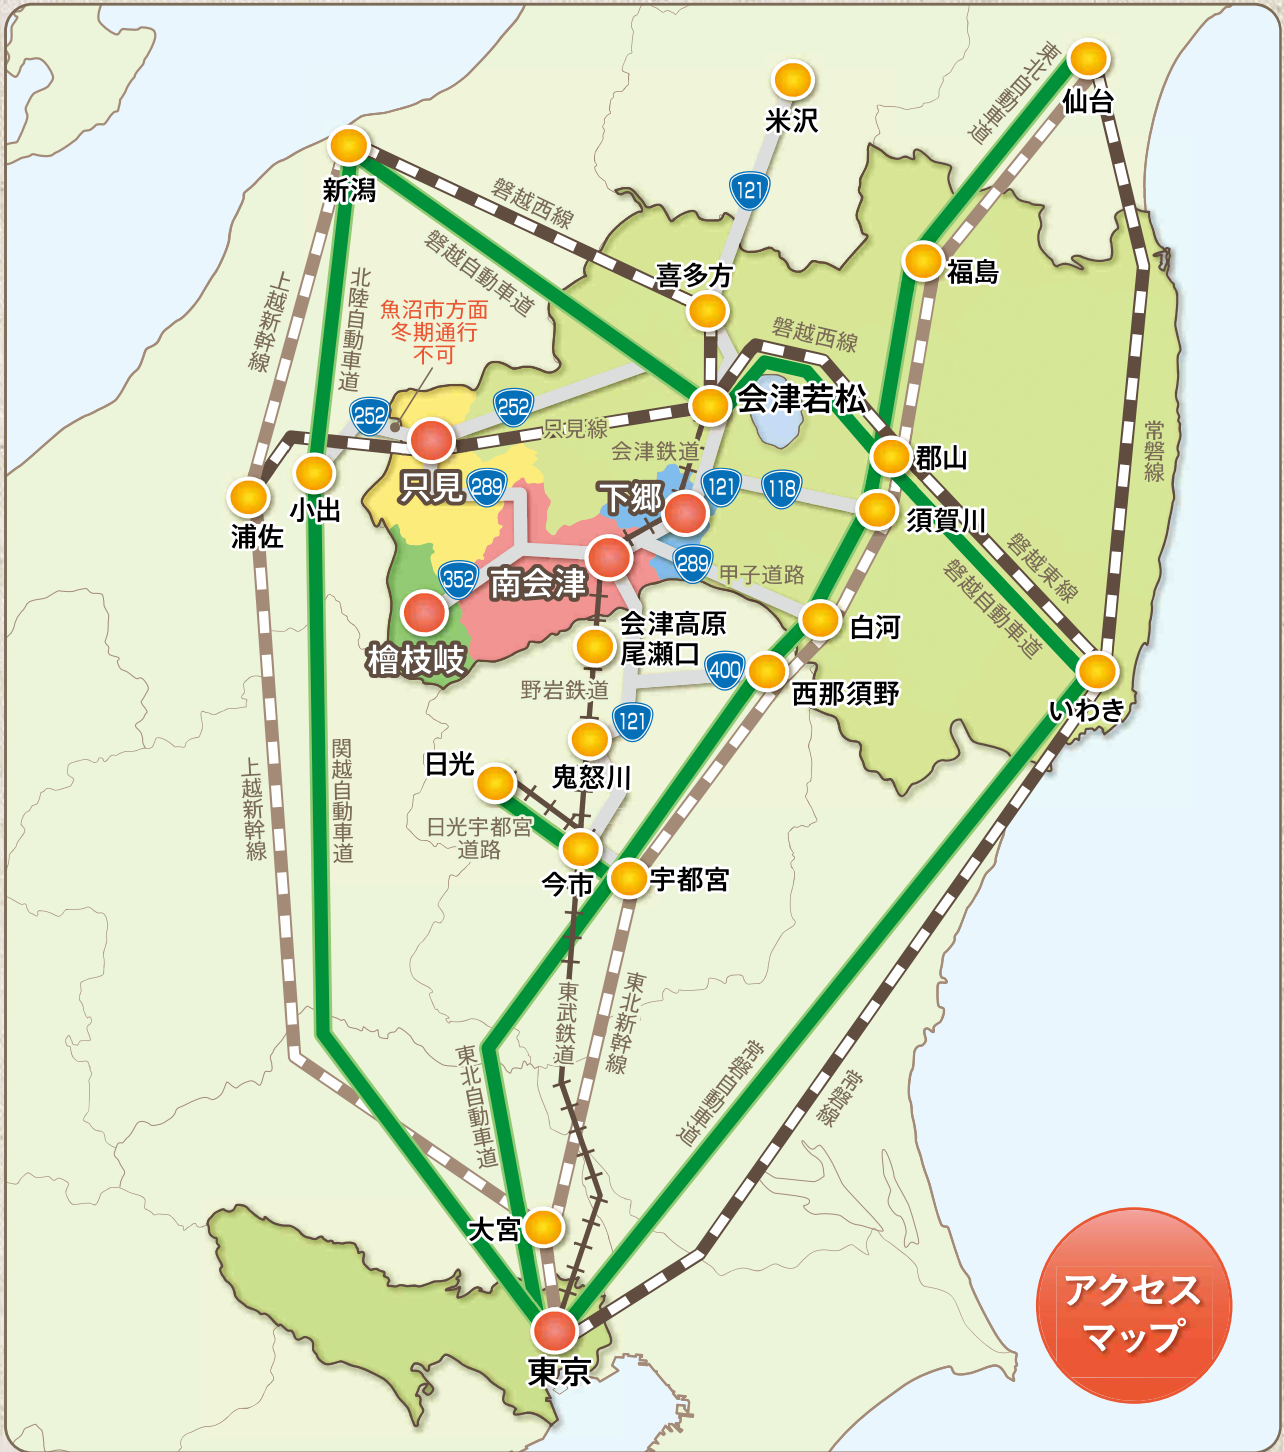 東北自動車道
仙台
米沢
121
新潟
磐越西線
磐越自動車道
喜多方
福島
上越新幹線
北陸自動車道
魚沼市方面
冬期通行
不可
磐越西線
252
252
会津若松
只見線
会津鉄道
常磐線
郡山
只見
289
下郷
121
118
浦佐
小出
須賀川
磐越東線
磐越自動車道
352
南会津
289
甲子道路
檜枝岐
会津高原
尾瀬口
白河
野岩鉄道
400
西那須野
いわき
121
日光
鬼怒川
上越新幹線
関越自動車道
日光宇都宮
道路
今市
宇都宮
東武鉄道
東北新幹線
東北自動車道
常磐自動車道
常磐線
大宮
東京
アクセス
マップ